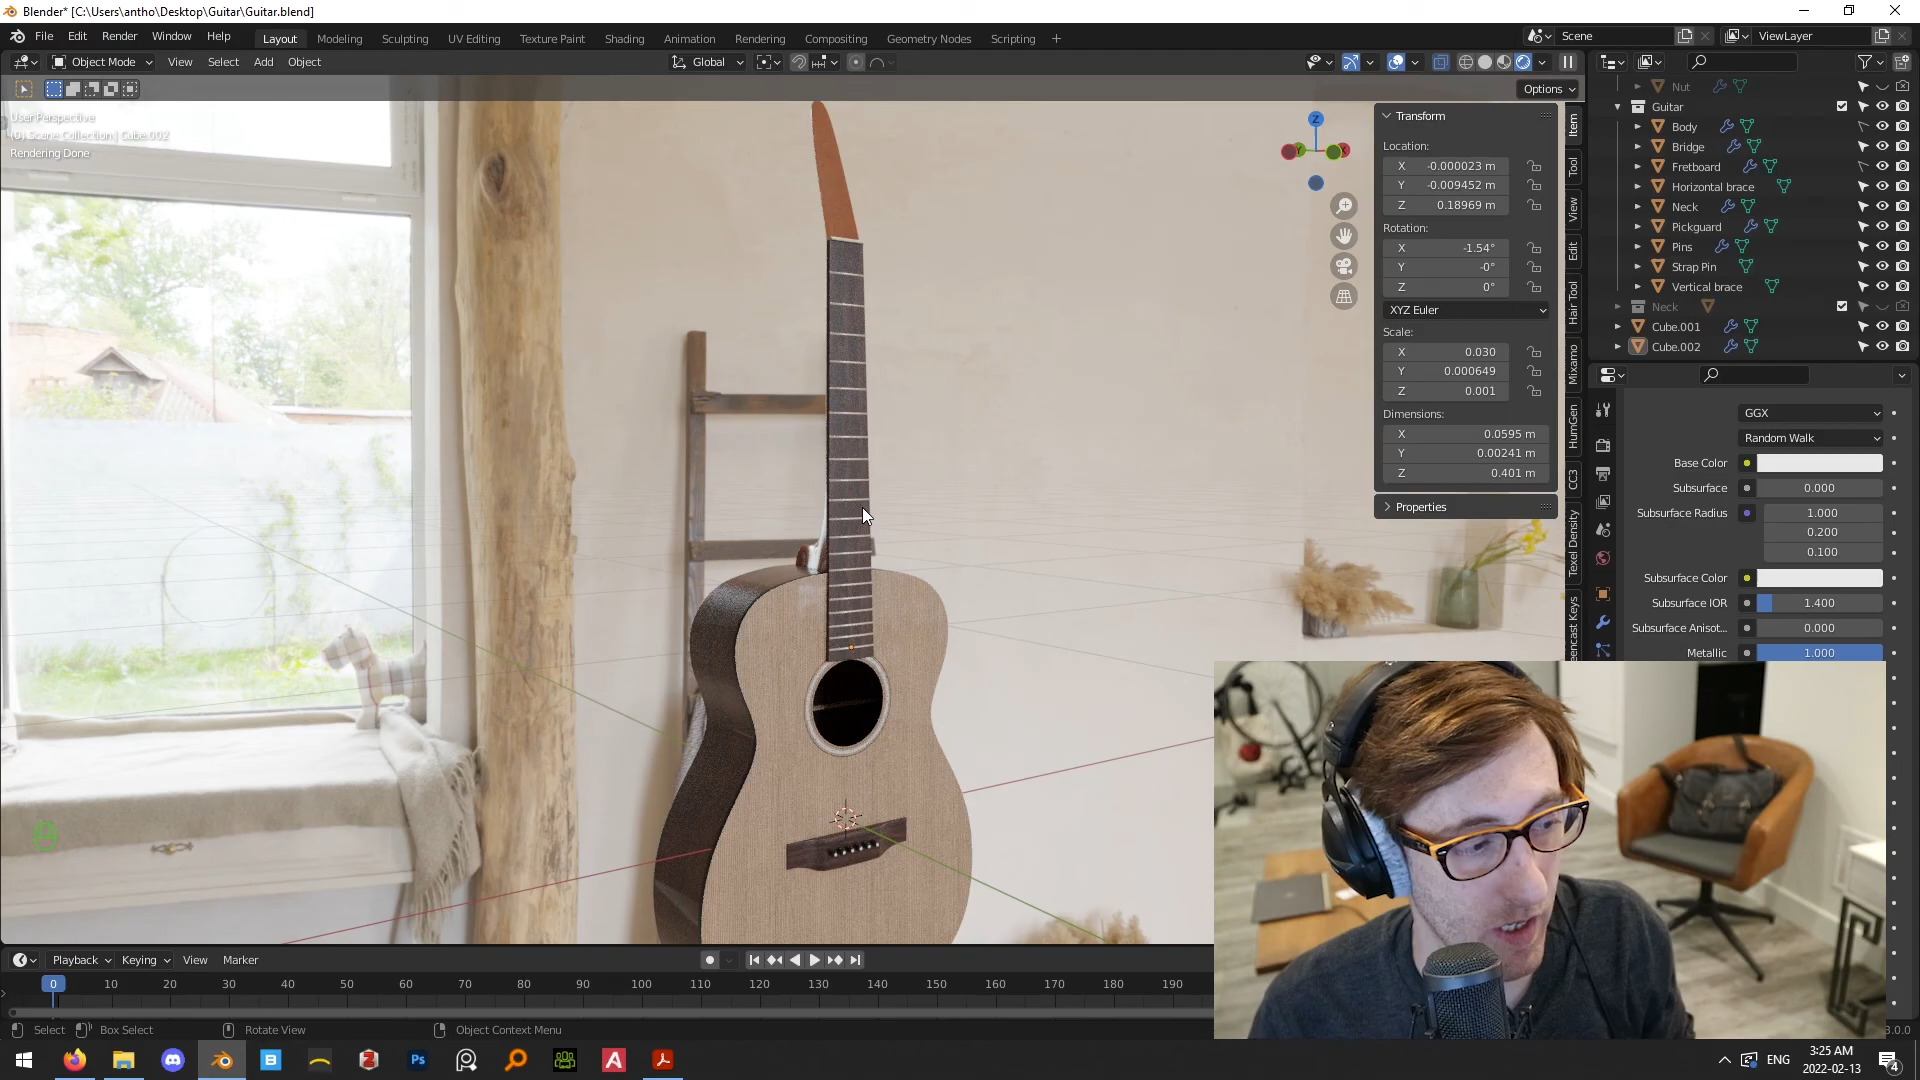 Blender* [C:\Users\antho\Desktop\Guitar\Guitar.blend]
File Edit Render Window Help
Layout Modeling Sculpting UV Editing Texture Paint Shading Animation Rendering Compositing Geometry Nodes Scripting +
Scene
ViewLayer
Object Mode View Select Add Object
Global
Options
User Perspective
(0) Scene Collection | Cube.002
Rendering Done
Z
Y
X
Transform
Location:
X -0.000023 m
Y -0.009452 m
Z 0.18969 m
Rotation:
X -1.54°
Y -0°
Z 0°
XYZ Euler
Scale:
X 0.030
Y 0.000649
Z 0.001
Dimensions:
X 0.0595 m
Y 0.00241 m
Z 0.401 m
Properties
Item
Tool
View
Edit
Hair Tool
Mixamo
HumGen
CC3
Texel Density
reencast Keys
Nut
Guitar
Body
Bridge
Fretboard
Horizontal brace
Neck
Pickguard
Pins
Strap Pin
Vertical brace
Neck
Cube.001
Cube.002
GGX
Random Walk
Base Color
Subsurface 0.000
Subsurface Radius 1.000
0.200
0.100
Subsurface Color
Subsurface IOR 1.400
Subsurface Anisot... 0.000
Metallic 1.000
Playback Keying View Marker
0 10 20 30 40 50 60 70 80 90 100 110 120 130 140 150 160 170 180 190
Select Box Select Rotate View Object Context Menu
3.0.0
Ps
ENG
3:25 AM
2022-02-13
4